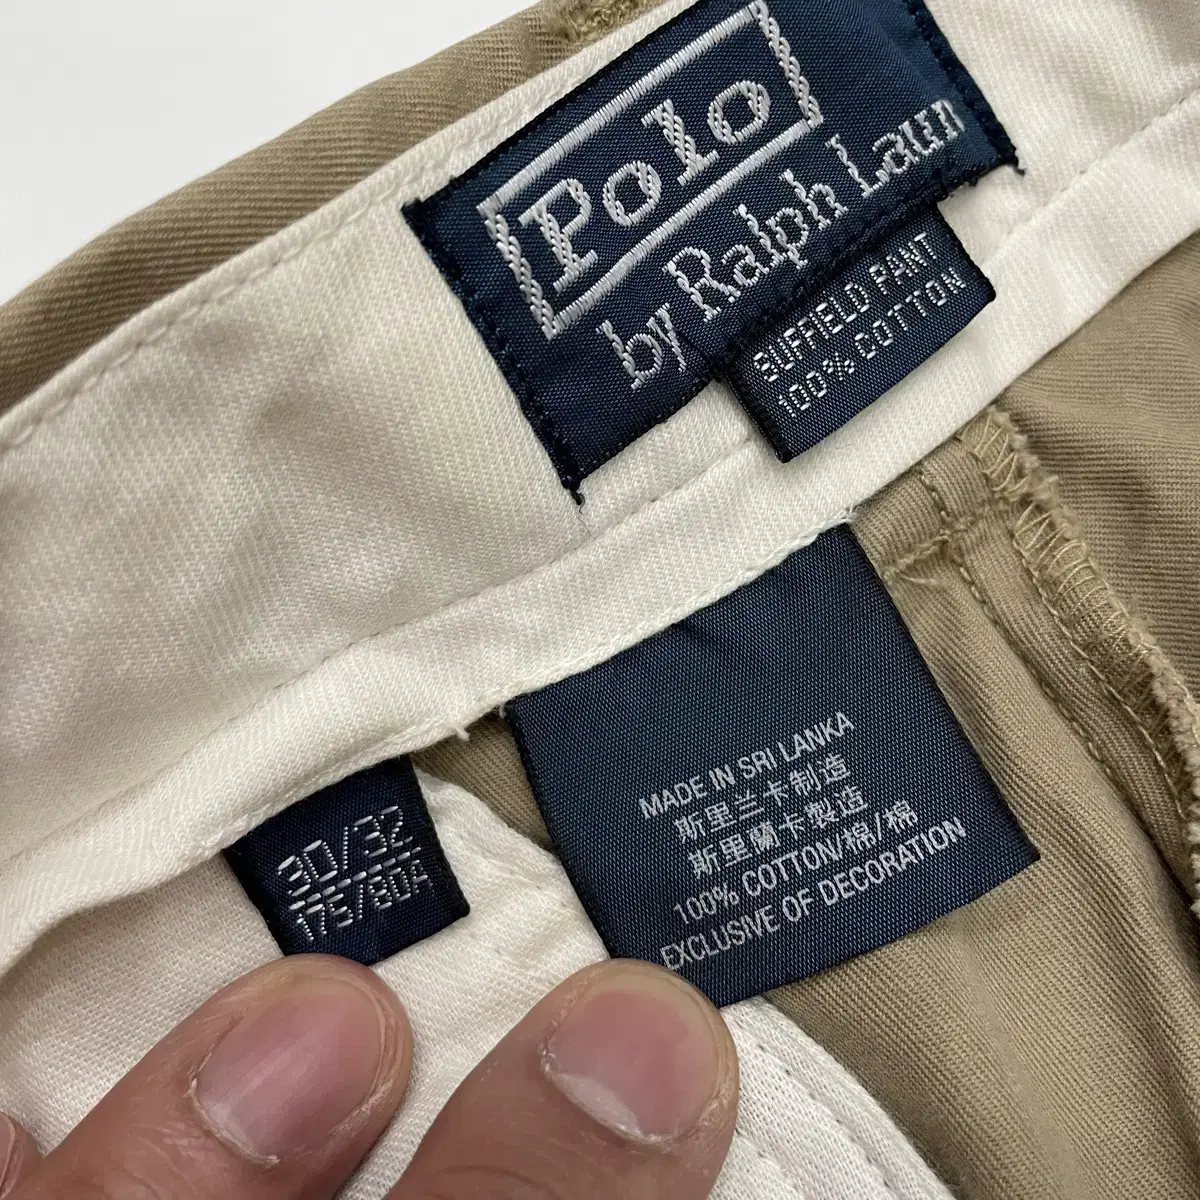 Polo
by Ralph Lauren
SUFFIELD PANT
100% COTTON
MADE IN SRI LANKA
斯里兰卡制造
斯里蘭卡製造
100% COTTON/棉/棉
EXCLUSIVE OF DECORATION
30/32
175/80A